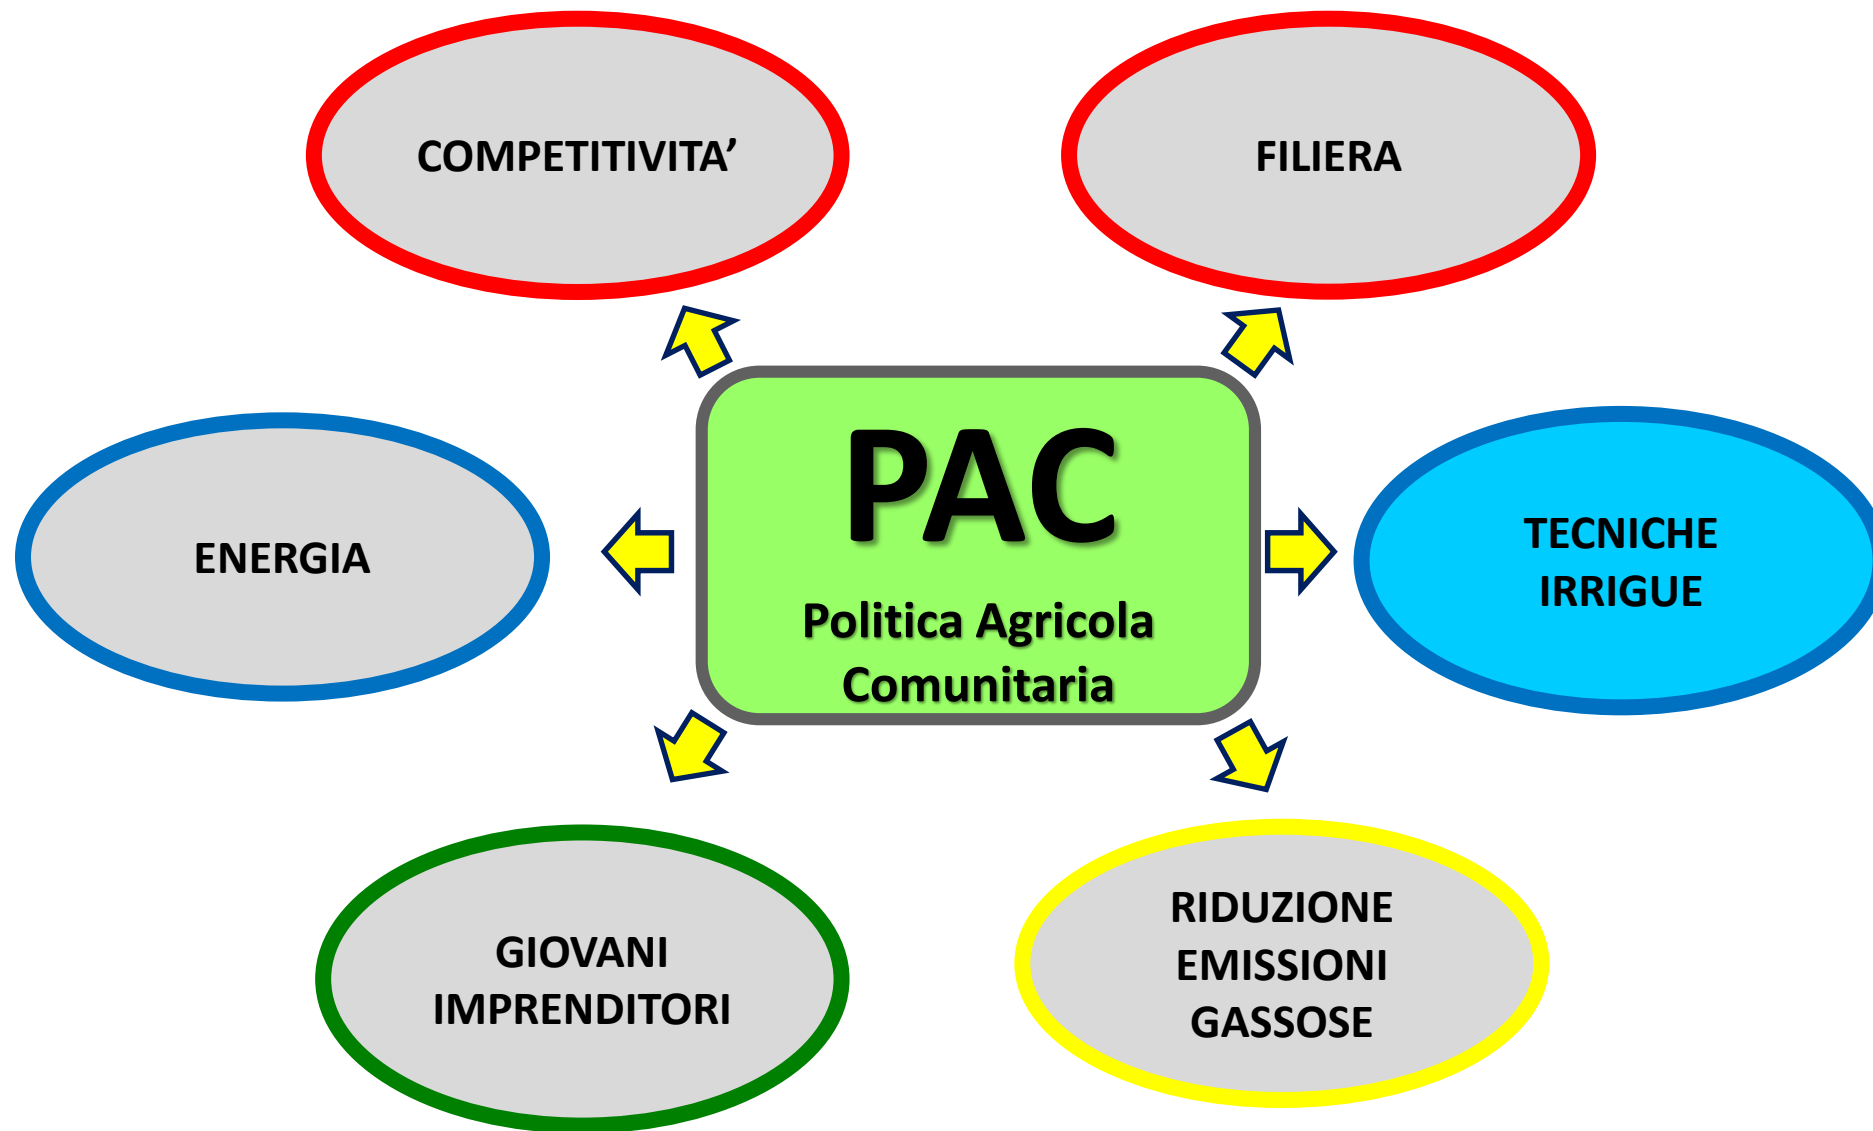 COMPETITIVITA’
FILIERA
PAC
Politica Agricola
Comunitaria
ENERGIA
TECNICHE
IRRIGUE
GIOVANI
IMPRENDITORI
RIDUZIONE
EMISSIONI
GASSOSE